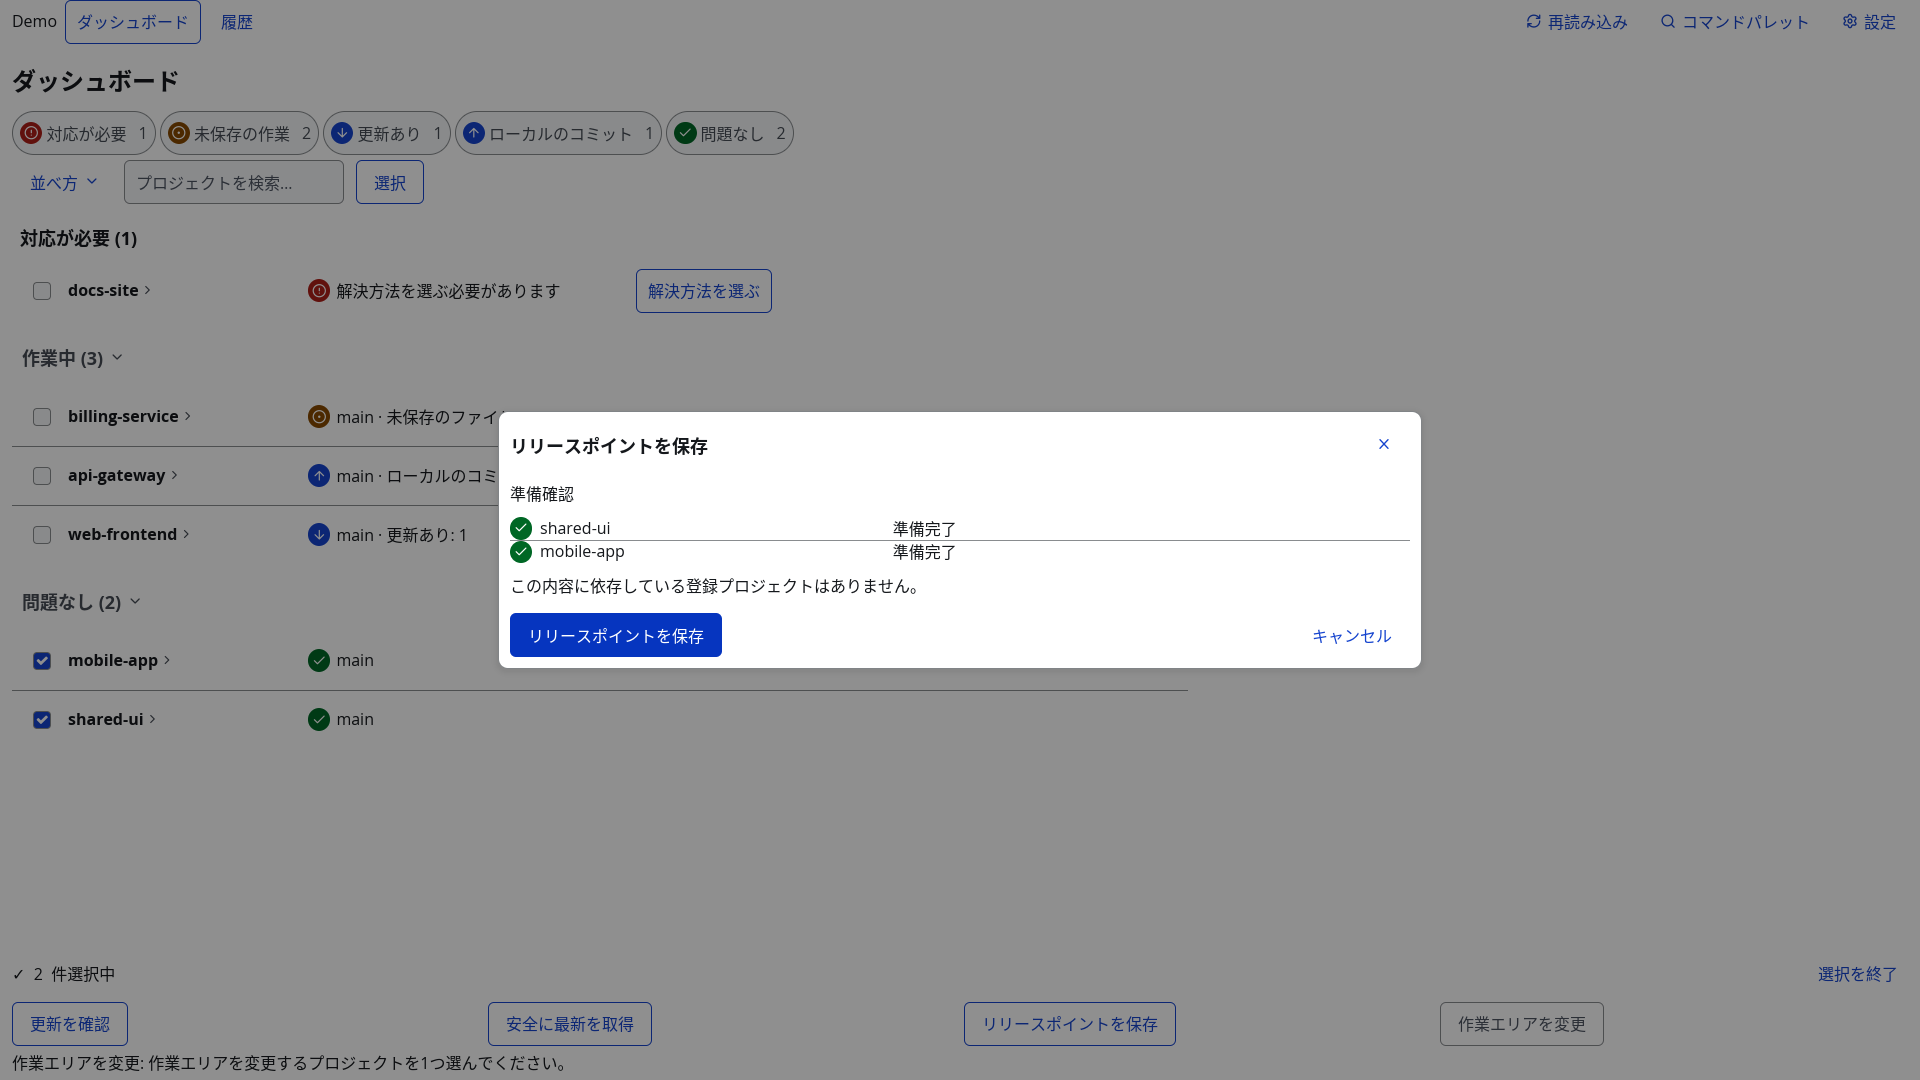 Demo ダッシュボード 履歴 再読み込み コマンドパレット 設定
ダッシュボード
対応が必要 1 未保存の作業 2 更新あり 1 ローカルのコミット 1 問題なし 2
並べ方 プロジェクトを検索... 選択
対応が必要 (1)
docs-site 解決方法を選ぶ必要があります 解決方法を選ぶ
作業中 (3)
billing-service main · 未保存のファイ
api-gateway main · ローカルのコミ
web-frontend main · 更新あり: 1
問題なし (2)
mobile-app main
shared-ui main
リリースポイントを保存
準備確認
shared-ui 準備完了
mobile-app 準備完了
この内容に依存している登録プロジェクトはありません。
リリースポイントを保存 キャンセル
✓ 2 件選択中 選択を終了
更新を確認 安全に最新を取得 リリースポイントを保存 作業エリアを変更
作業エリアを変更: 作業エリアを変更するプロジェクトを1つ選んでください。